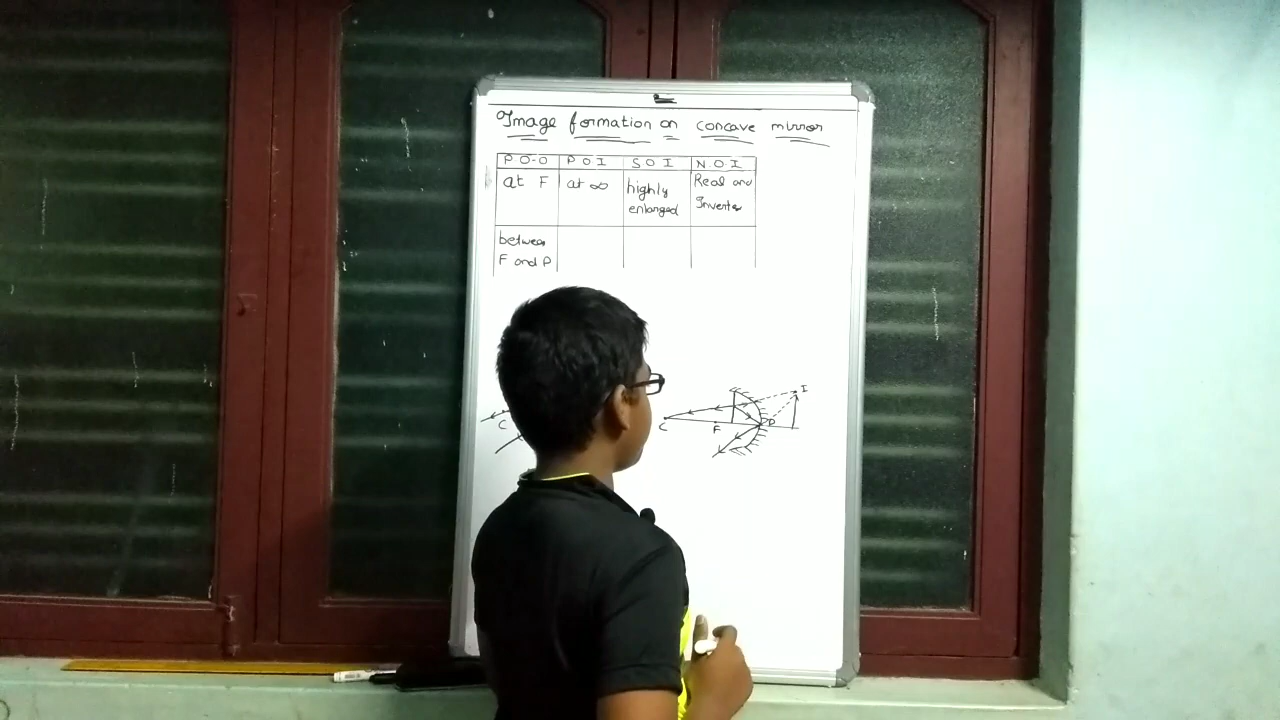 Image formation on concave mirror
P.O.O P.O.I S.O.I N.O.I
at F at ∞ highly enlarged Real and Inverte
between F and P
C
C F P I